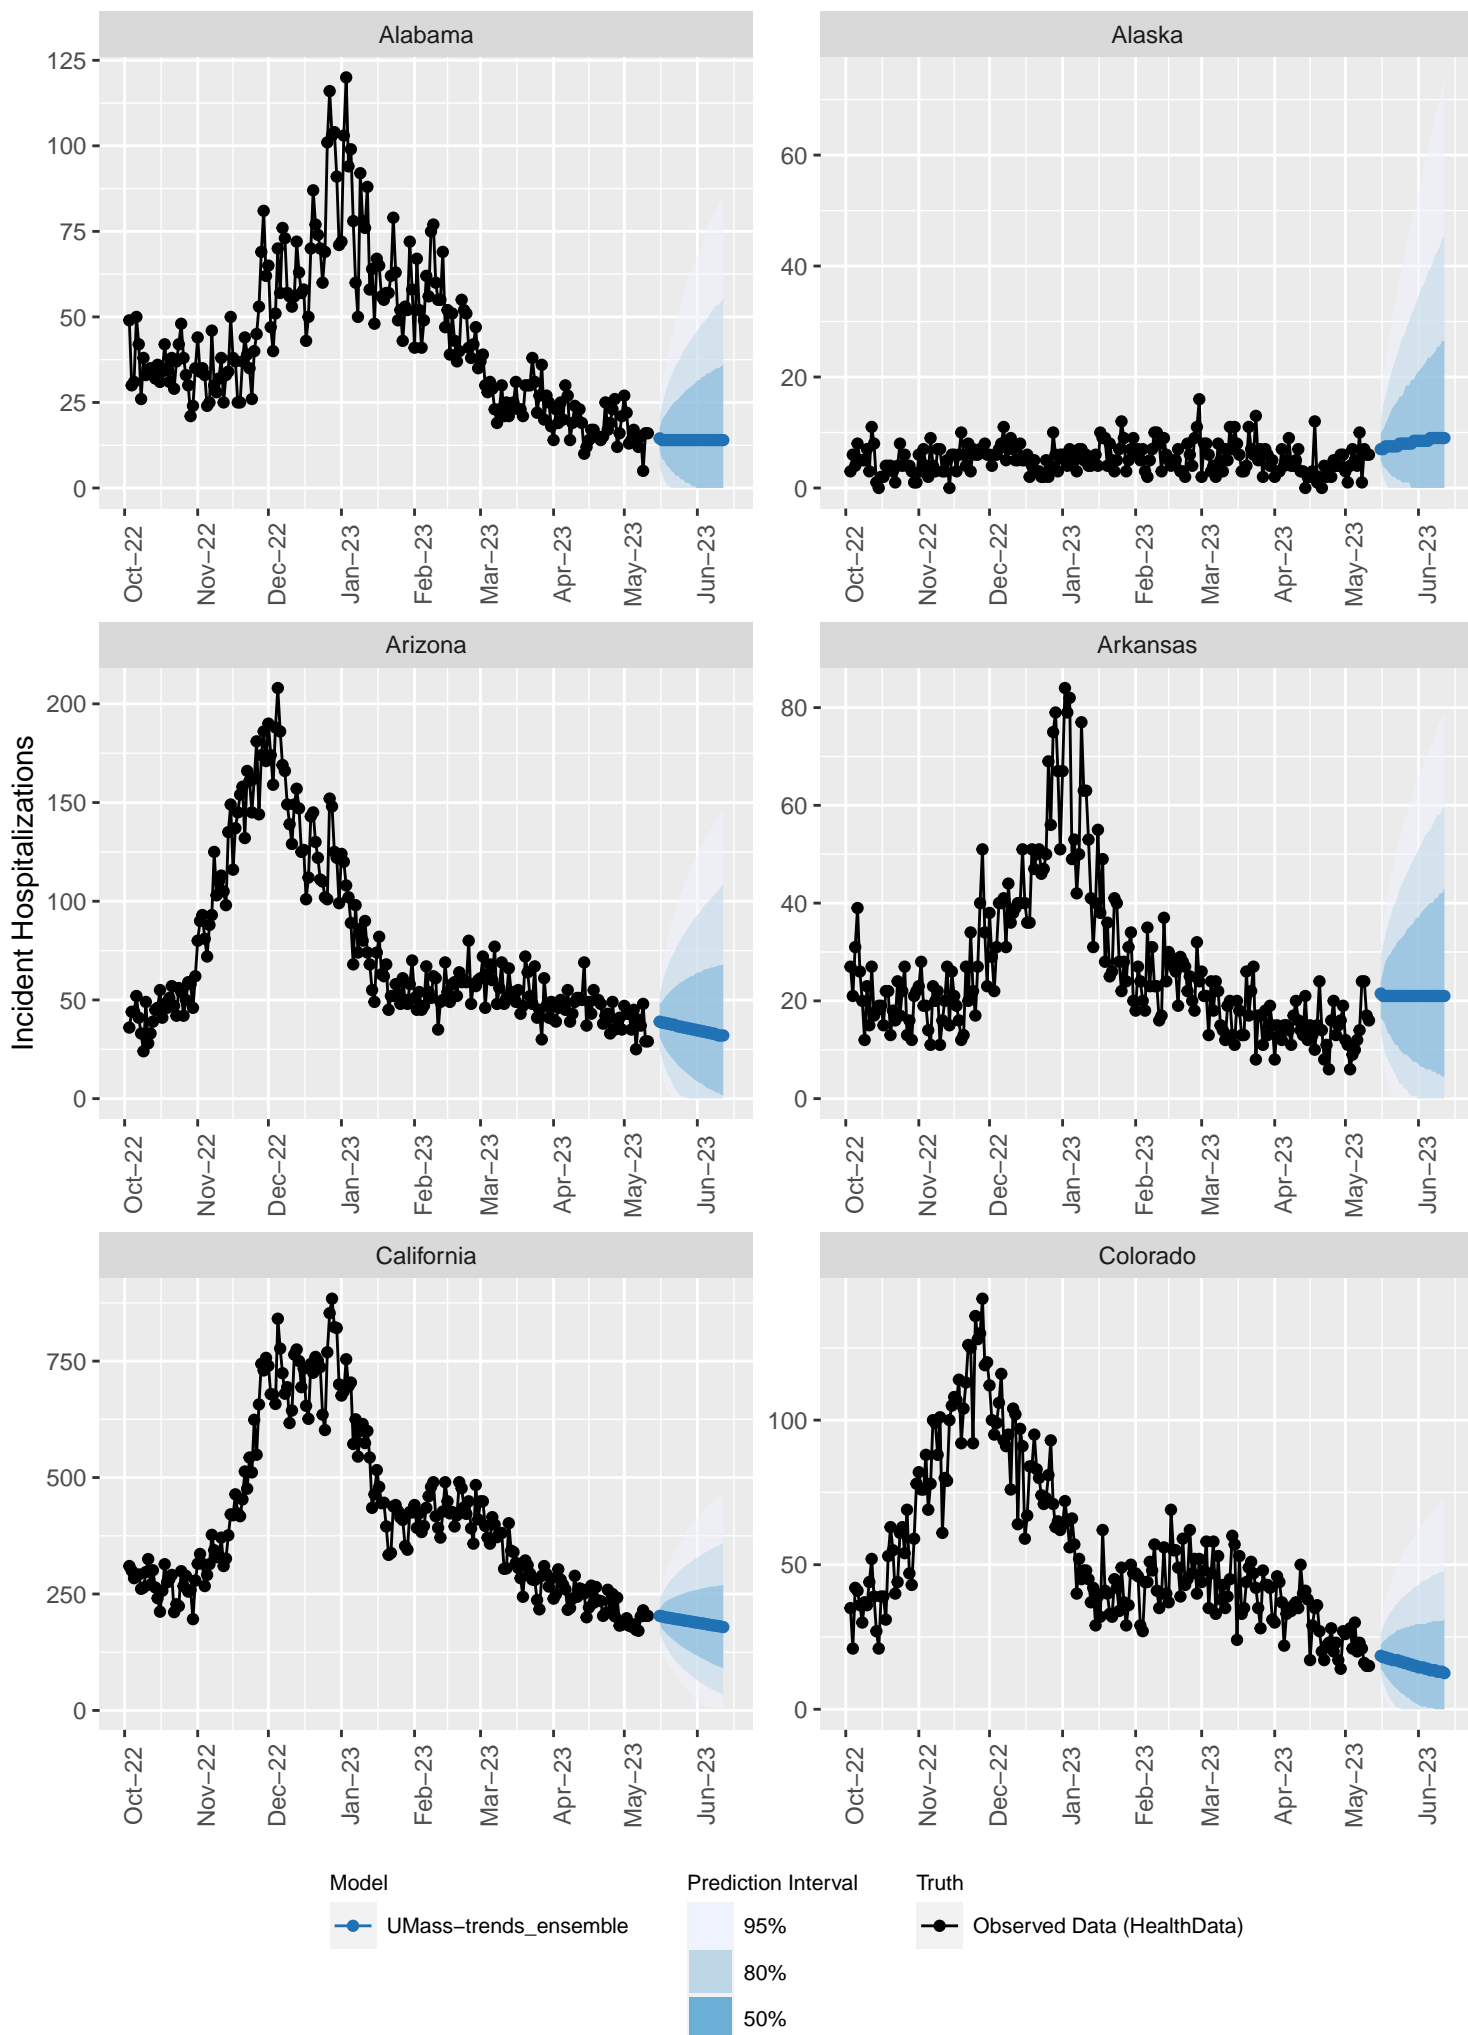 Alabama
Alaska
125
100
75
50
25
0
60
40
20
0
Oct−22
Nov−22
Dec−22
Jan−23
Feb−23
Mar−23
Apr−23
May−23
Jun−23
Oct−22
Nov−22
Dec−22
Jan−23
Feb−23
Mar−23
Apr−23
May−23
Jun−23
Incident Hospitalizations
Arizona
Arkansas
200
150
100
50
0
80
60
40
20
0
Oct−22
Nov−22
Dec−22
Jan−23
Feb−23
Mar−23
Apr−23
May−23
Jun−23
Oct−22
Nov−22
Dec−22
Jan−23
Feb−23
Mar−23
Apr−23
May−23
Jun−23
California
Colorado
750
500
250
0
100
50
0
Oct−22
Nov−22
Dec−22
Jan−23
Feb−23
Mar−23
Apr−23
May−23
Jun−23
Oct−22
Nov−22
Dec−22
Jan−23
Feb−23
Mar−23
Apr−23
May−23
Jun−23
Model
UMass−trends_ensemble
Prediction Interval
95%
80%
50%
Truth
Observed Data (HealthData)